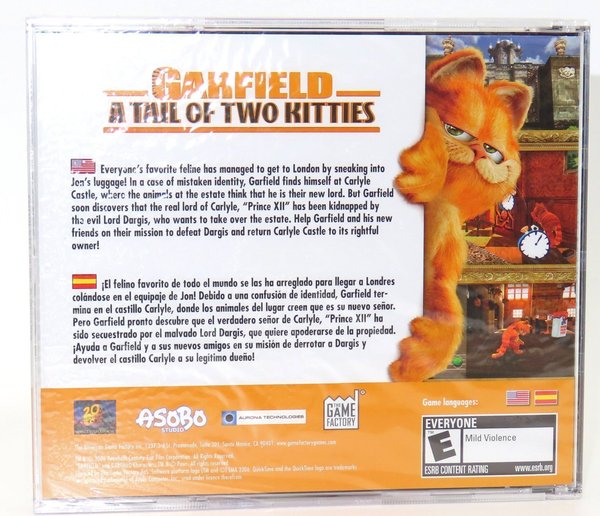 GARFIELD
A TAIL OF TWO KITTIES
Everyone's favorite feline has managed to get to London by sneaking into
Jon's luggage! In a case of mistaken identity, Garfield finds himself at Carlyle
Castle, where the animals at the estate think that he is their new lord. But Garfield
soon discovers that the real lord of Carlyle, "Prince XII" has been kidnapped by
the evil Lord Dargis, who wants to take over the estate. Help Garfield and his new
friends on their mission to defeat Dargis and return Carlyle Castle to its rightful
owner!
¡El felino favorito de todo el mundo se las ha arreglado para llegar a Londres
colándose en el equipaje de Jon! Debido a una confusión de identidad, Garfield ter-
mina en el castillo Carlyle, donde los animales del lugar creen que es su nuevo señor.
Pero Garfield pronto descubre que el verdadero señor de Carlyle, "Prince XII" ha
sido secuestrado por el malvado Lord Dargis, que quiere apoderarse de la propiedad.
¡Ayuda a Garfield y a sus nuevos amigos en su misión de derrotar a Dargis y
devolver el castillo Carlyle a su legítimo dueño!
Game languages:
20
ASOBO
STUDIO
AURONA TECHNOLOGIES
THE
GAME
FACTORY
EVERYONE
E
Mild Violence
ESRB CONTENT RATING
www.esrb.org